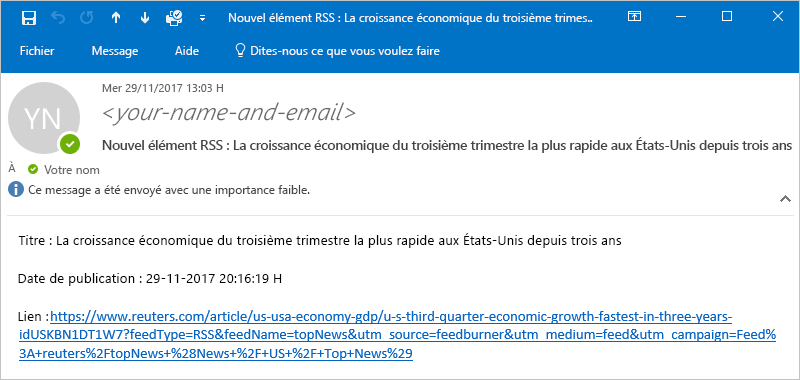 Nouvel élément RSS : La croissance économique du troisième trimes..
Fichier Message Aide Dites-nous ce que vous voulez faire
Mer 29/11/2017 13:03 H
YN
<your-name-and-email>
Nouvel élément RSS : La croissance économique du troisième trimestre la plus rapide aux États-Unis depuis trois ans
À Votre nom
Ce message a été envoyé avec une importance faible.
Titre : La croissance économique du troisième trimestre la plus rapide aux États-Unis depuis trois ans
Date de publication : 29-11-2017 20:16:19 H
Lien :https://www.reuters.com/article/us-usa-economy-gdp/u-s-third-quarter-economic-growth-fastest-in-three-years-
idUSKBN1DT1W7?feedType=RSS&feedName=topNews&utm_source=feedburner&utm_medium=feed&utm_campaign=Feed%
3A+reuters%2FtopNews+%28News+%2F+US+%2F+Top+News%29